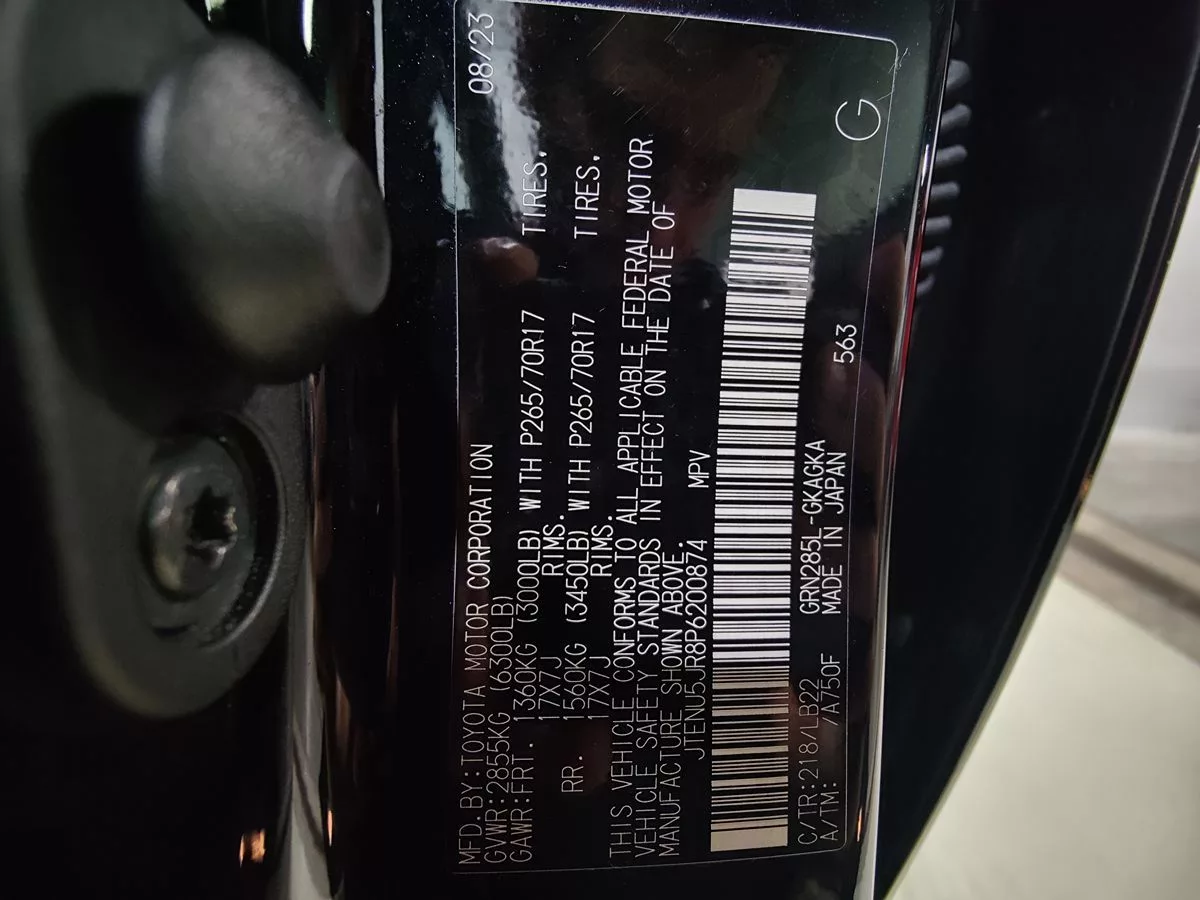 MFD.BY:TOYOTA MOTOR CORPORATION 08/23
GVWR:2855KG (6300LB)
GAWR:FRT. 1360KG (3000LB) WITH P265/70R17 TIRES.
17X7J RIMS.
RR. 1560KG (3450LB) WITH P265/70R17 TIRES.
17X7J RIMS.
THIS VEHICLE CONFORMS TO ALL APPLICABLE FEDERAL MOTOR
VEHICLE SAFETY STANDARDS IN EFFECT ON THE DATE OF
MANUFACTURE SHOWN ABOVE.
JTENU5JR8P6200874 MPV
C/TR:218/LB22 GRN285L-GKAGKA 563 G
A/TM: /A750F MADE IN JAPAN